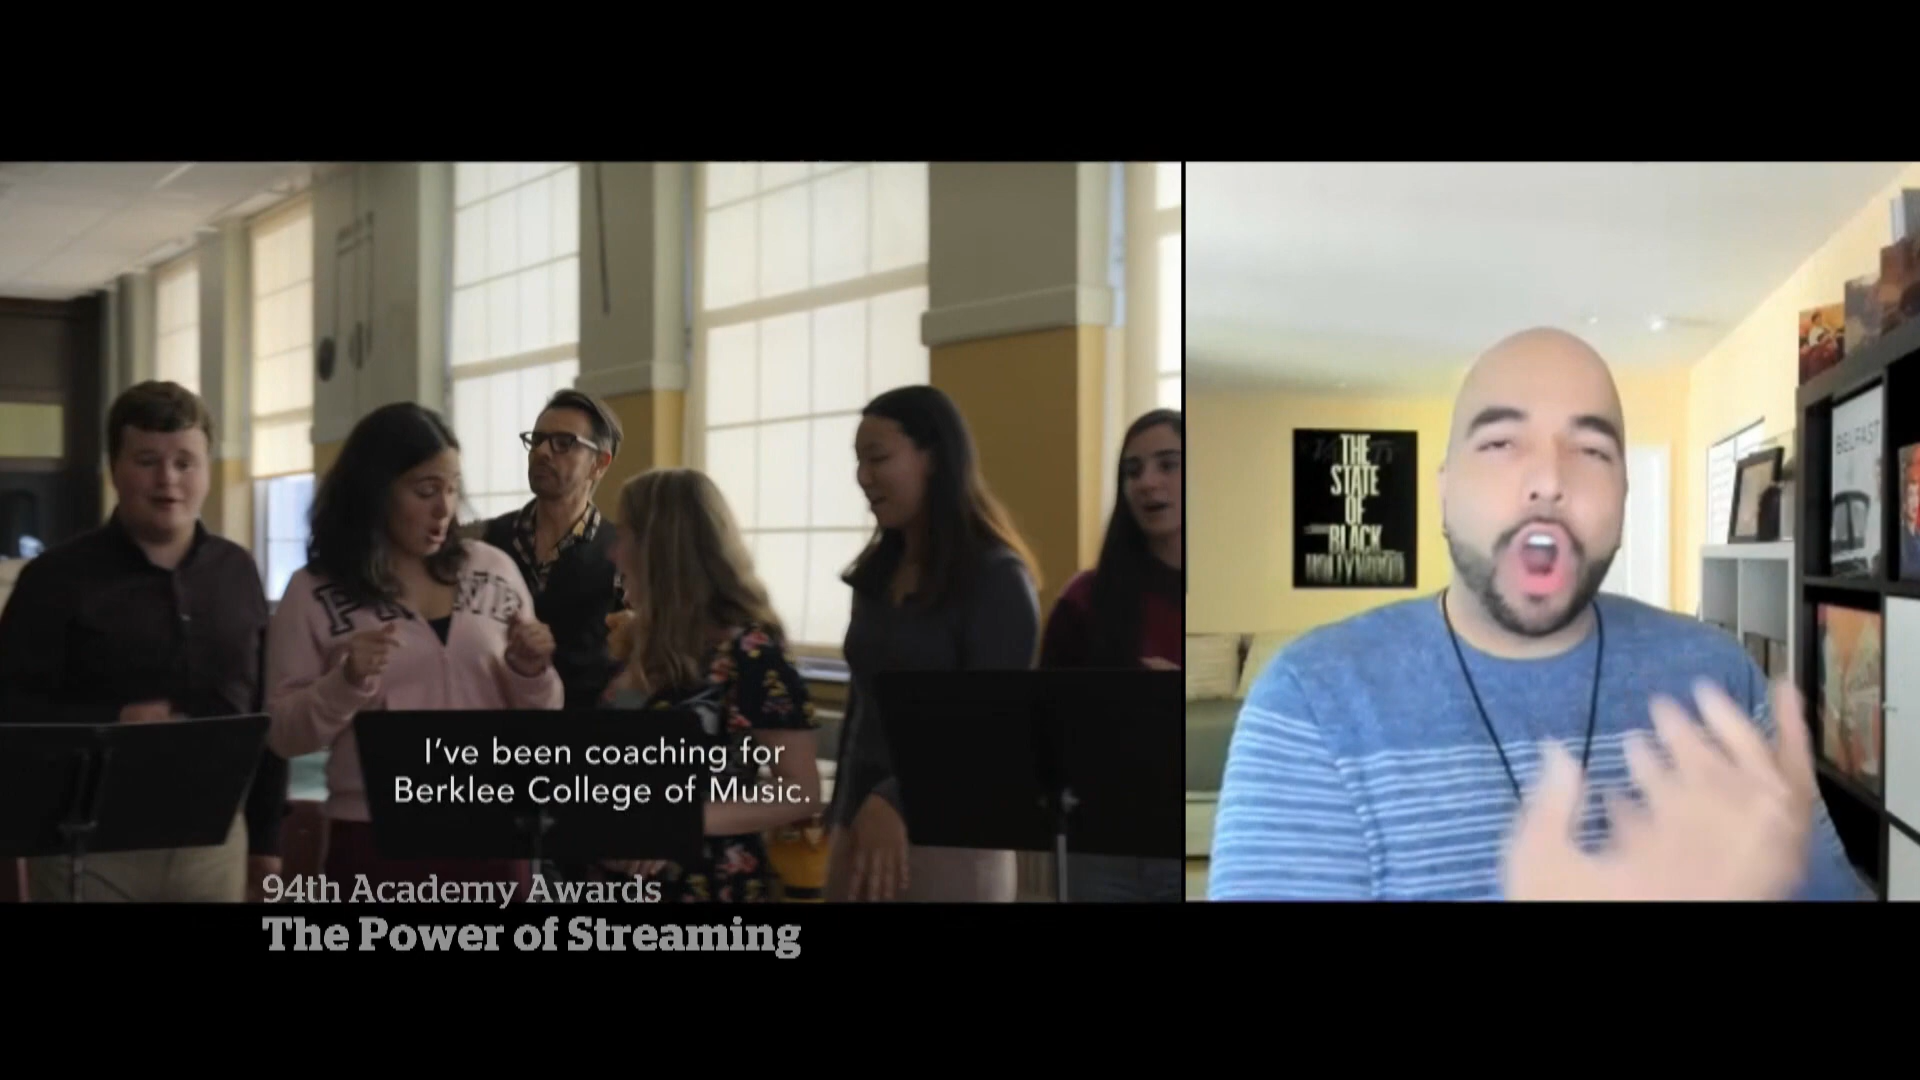 I've been coaching for
Berklee College of Music.
94th Academy Awards
The Power of Streaming
THE
STATE
OF
BLACK
HOLLYWOOD
BELFAST